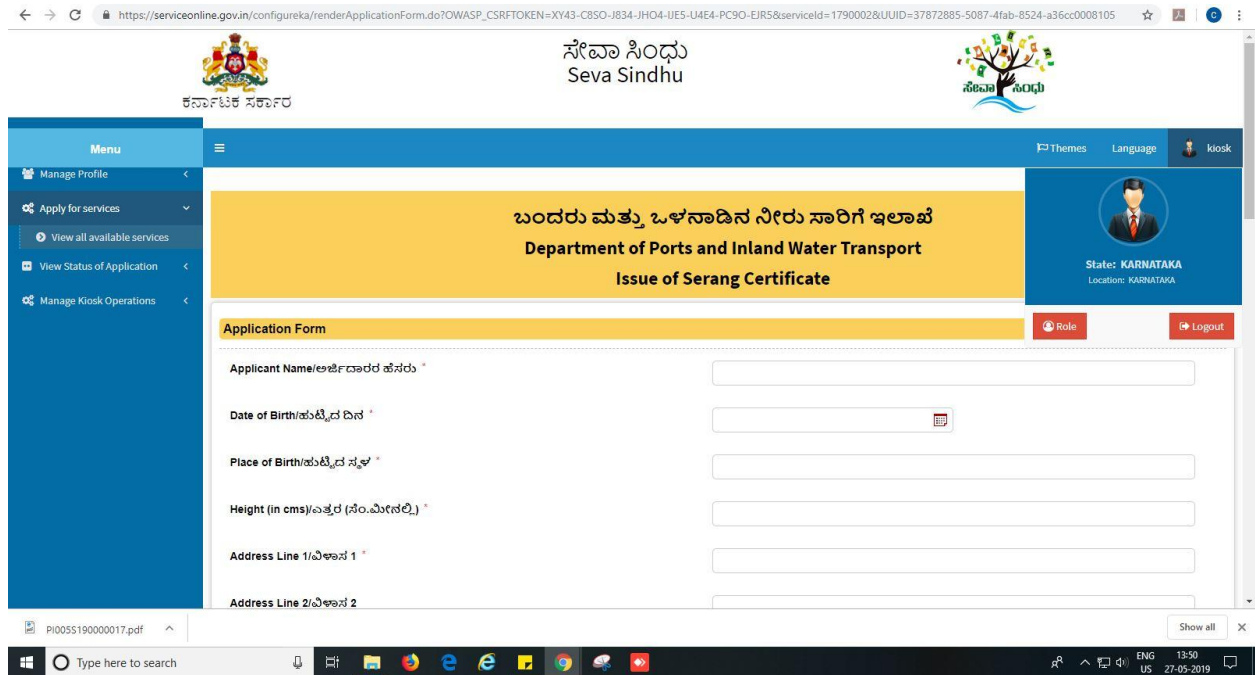 https://serviceonline.gov.in/configureka/renderApplicationForm.do?OWASP_CSRFTOKEN=XY43-C8SO-J834-JHO4-IJE5-U4E4-PC9O-EJR5&serviceId=1790002&UUID=37872885-5087-4fab-8524-a36cc0008105
C
ಕರ್ನಾಟಕ ಸರ್ಕಾರ
ಸೇವಾ ಸಿಂಧು
Seva Sindhu
ಸೇವಾ ಸಿಂಧು
Menu
Themes Language kiosk
Manage Profile
Apply for services
View all available services
View Status of Application
Manage Kiosk Operations
ಬಂದರು ಮತ್ತು ಒಳನಾಡಿನ ನೀರು ಸಾರಿಗೆ ಇಲಾಖೆ
Department of Ports and Inland Water Transport
Issue of Serang Certificate
State: KARNATAKA
Location: KARNATAKA
Role Logout
Application Form
Applicant Name/ಅರ್ಜಿದಾರರ ಹೆಸರು *
Date of Birth/ಹುಟ್ಟಿದ ದಿನ *
Place of Birth/ಹುಟ್ಟಿದ ಸ್ಥಳ *
Height (in cms)/ಎತ್ತರ (ಸೆಂ.ಮೀನಲ್ಲಿ) *
Address Line 1/ವಿಳಾಸ 1 *
Address Line 2/ವಿಳಾಸ 2
PI005S190000017.pdf
Show all
Type here to search
ENG 13:50
US 27-05-2019